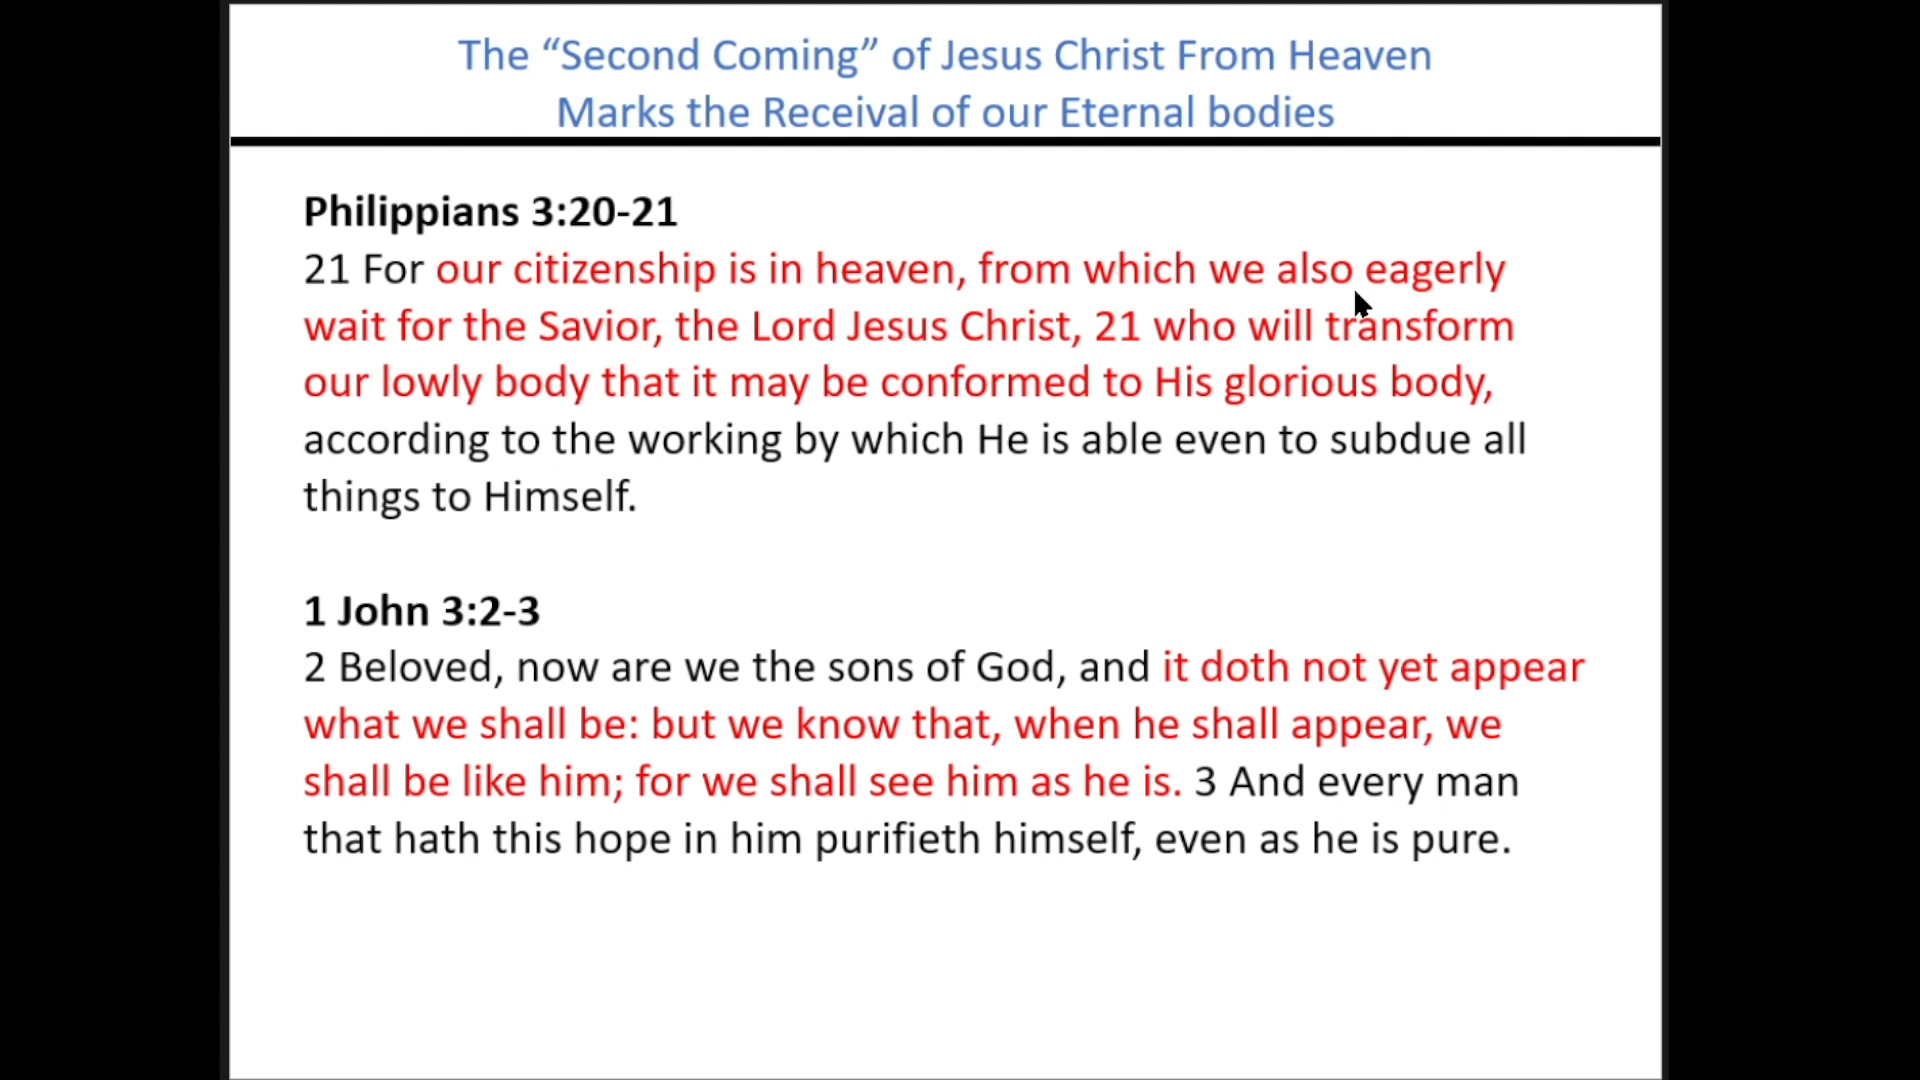 The “Second Coming” of Jesus Christ From Heaven
Marks the Receival of our Eternal bodies
Philippians 3:20-21
21 For our citizenship is in heaven, from which we also eagerly
wait for the Savior, the Lord Jesus Christ, 21 who will transform
our lowly body that it may be conformed to His glorious body,
according to the working by which He is able even to subdue all
things to Himself.
1 John 3:2-3
2 Beloved, now are we the sons of God, and it doth not yet appear
what we shall be: but we know that, when he shall appear, we
shall be like him; for we shall see him as he is. 3 And every man
that hath this hope in him purifieth himself, even as he is pure.